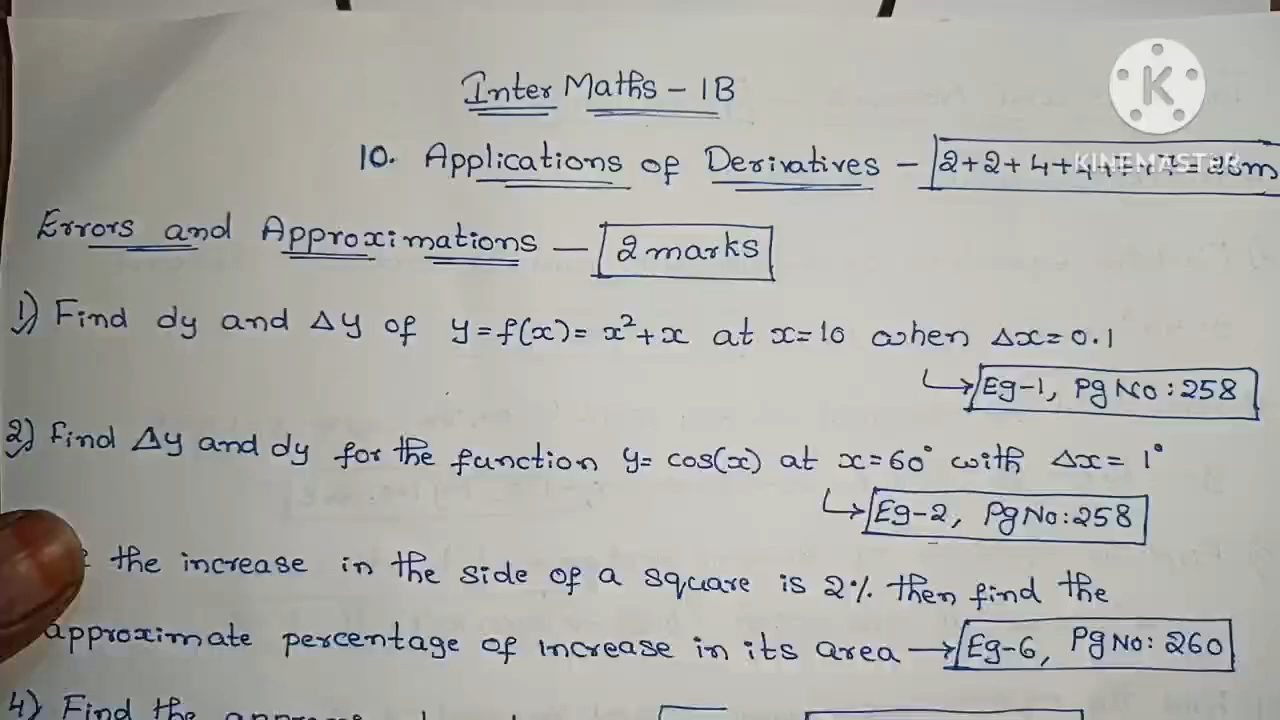 Inter Maths - 1B
K
KINEMASTER
10. Applications of Derivatives - 2+2+4+
Errors and Approximations - 2 marks
1) Find dy and Δy of y=f(x)= x²+x at x=10 when Δx=0.1
→ Eg-1, Pg No:258
2) Find Δy and dy for the function y= cos(x) at x=60° with Δx= 1°
→ Eg-2, Pg No:258
the increase in the side of a square is 2% then find the
approximate percentage of increase in its area → Eg-6, Pg No: 260
4) Find the